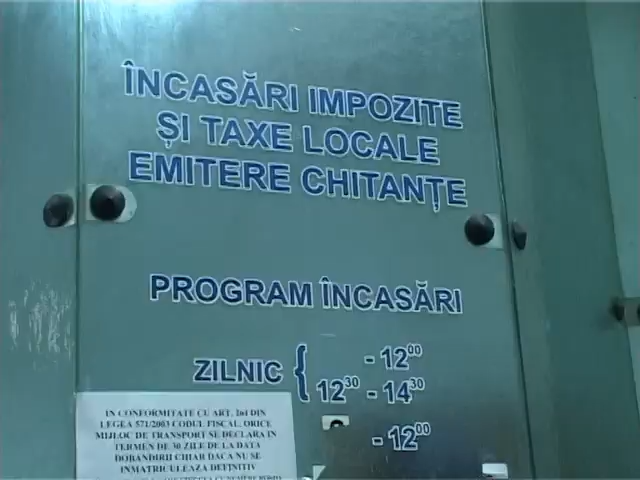 ÎNCASĂRI IMPOZITE
ȘI TAXE LOCALE
EMITERE CHITANȚE
PROGRAM ÎNCASĂRI
- 12⁰⁰
ZILNIC {
12³⁰ - 14³⁰
- 12⁰⁰
IN CONFORMITATE CU ART. 264 DIN
LEGEA 571/2003 CODUL FISCAL, ORICE
MIJLOC DE TRANSPORT SE DECLARA IN
TERMEN DE 30 ZILE DE LA DATA
DOBANDIRII CHIAR DACA NU SE
INMATRICULEAZA DEFINITIV